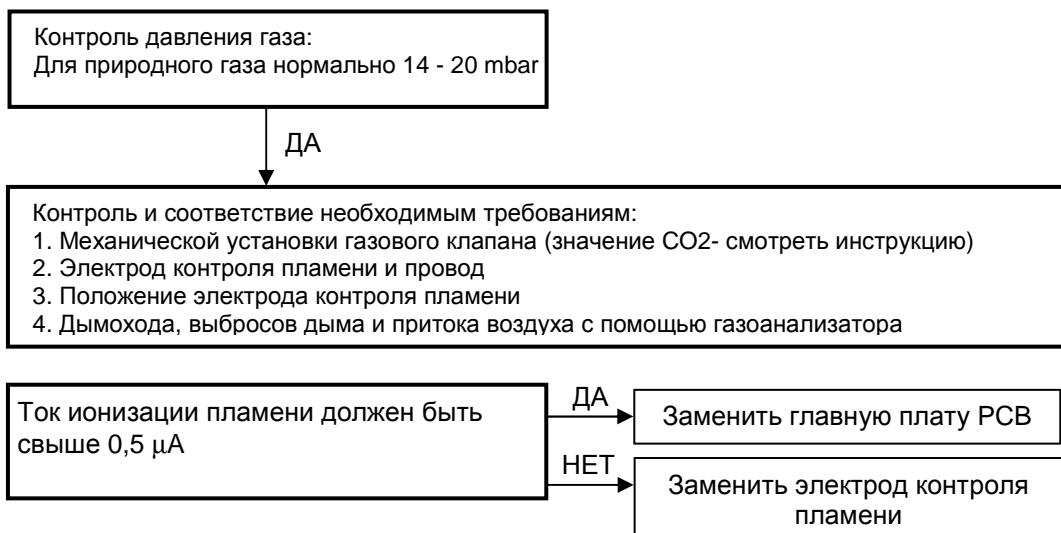 Контроль давления газа:
Для природного газа нормально 14 - 20 mbar
ДА
Контроль и соответствие необходимым требованиям:
1. Механической установки газового клапана (значение CO2- смотреть инструкцию)
2. Электрод контроля пламени и провод
3. Положение электрода контроля пламени
4. Дымохода, выбросов дыма и притока воздуха с помощью газоанализатора
Ток ионизации пламени должен быть
свыше 0,5 μA
ДА
Заменить главную плату PCB
НЕТ
Заменить электрод контроля
пламени